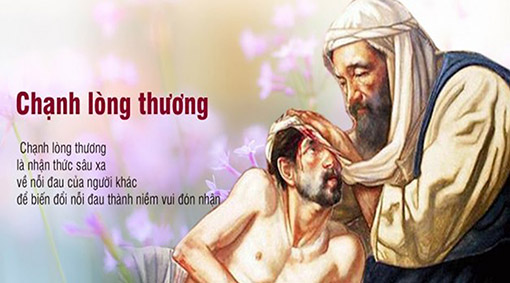 Chạnh lòng thương
Chạnh lòng thương
là nhận thức sâu xa
về nỗi đau của người khác
để biến đổi nỗi đau thành niềm vui đón nhận